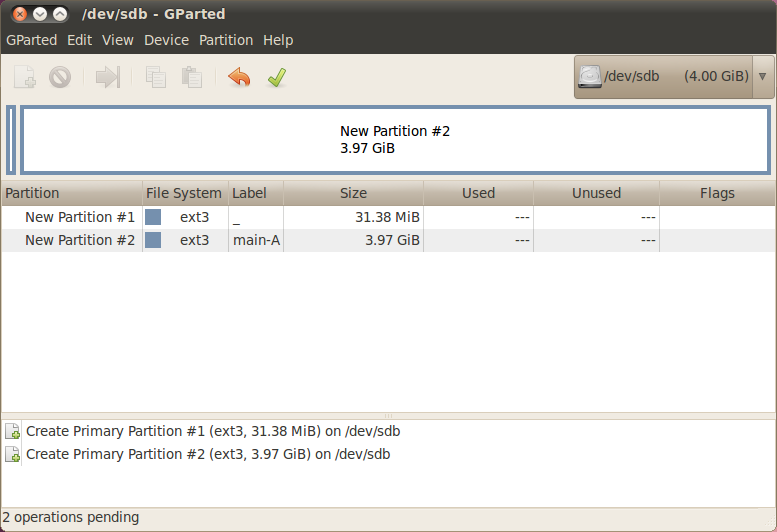 /dev/sdb - GParted
GParted Edit View Device Partition Help
/dev/sdb (4.00 GiB)
New Partition #2
3.97 GiB
Partition File System Label Size Used Unused Flags
New Partition #1 ext3 _ 31.38 MiB --- ---
New Partition #2 ext3 main-A 3.97 GiB --- ---
Create Primary Partition #1 (ext3, 31.38 MiB) on /dev/sdb
Create Primary Partition #2 (ext3, 3.97 GiB) on /dev/sdb
2 operations pending